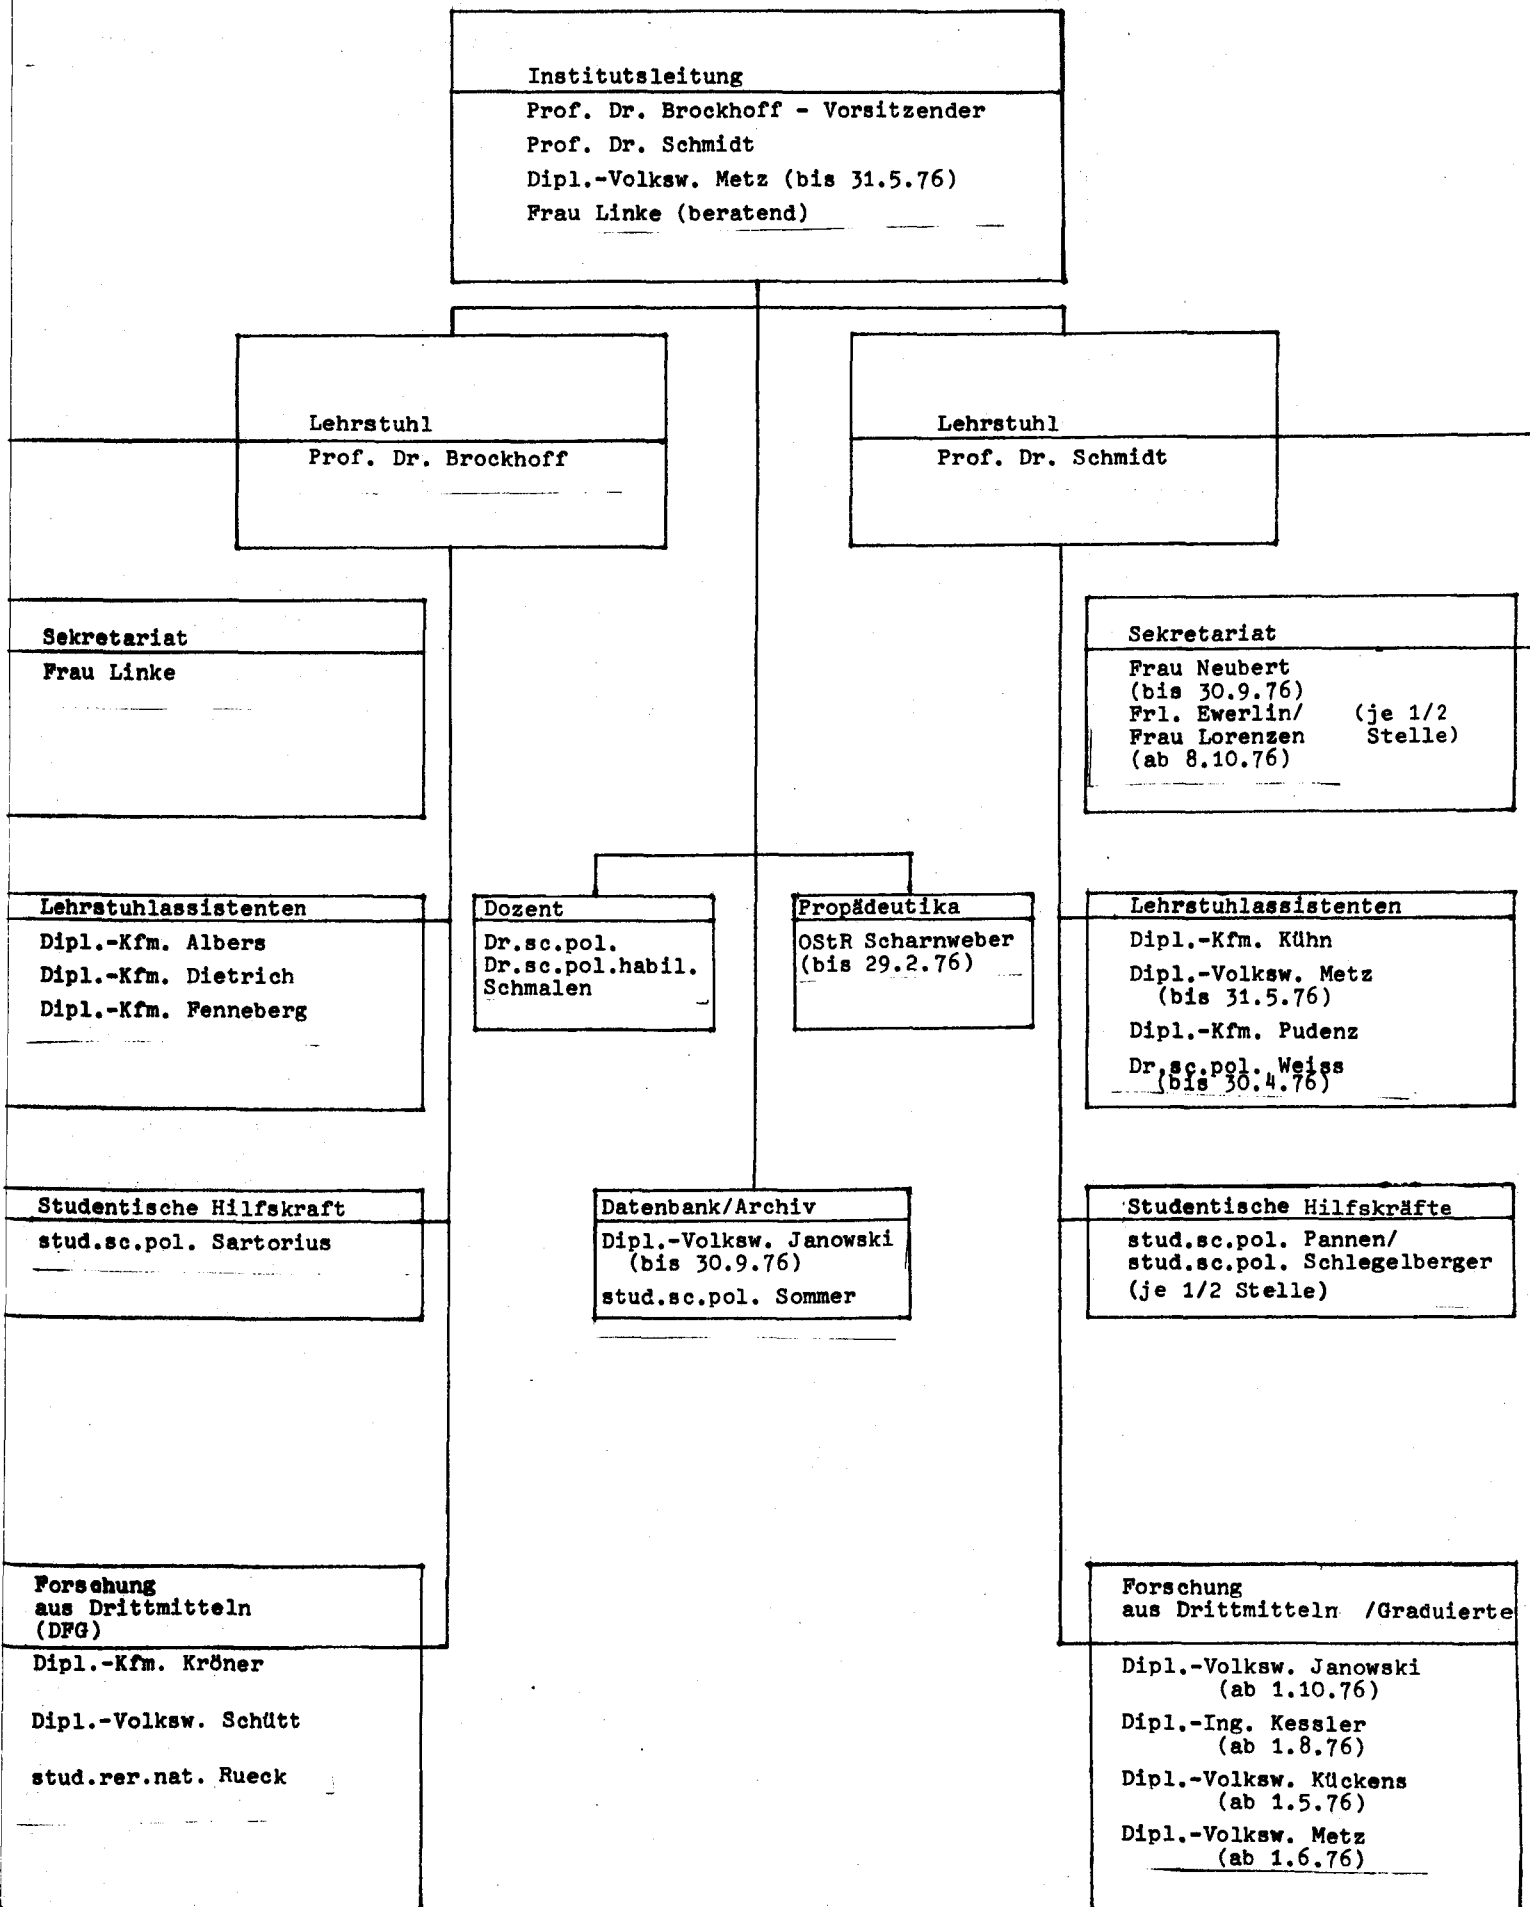 Institutsleitung
Prof. Dr. Brockhoff - Vorsitzender
Prof. Dr. Schmidt
Dipl.-Volksw. Metz (bis 31.5.76)
Frau Linke (beratend)
Lehrstuhl
Prof. Dr. Brockhoff
Lehrstuhl
Prof. Dr. Schmidt
Sekretariat
Frau Linke
Sekretariat
Frau Neubert
(bis 30.9.76)
Frl. Ewerlin/ (je 1/2
Frau Lorenzen Stelle)
(ab 8.10.76)
Lehrstuhlassistenten
Dipl.-Kfm. Albers
Dipl.-Kfm. Dietrich
Dipl.-Kfm. Fenneberg
Dozent
Dr.sc.pol.
Dr.sc.pol.habil.
Schmalen
Propädeutika
OStR Scharnweber
(bis 29.2.76)
Lehrstuhlassistenten
Dipl.-Kfm. Kühn
Dipl.-Volksw. Metz
(bis 31.5.76)
Dipl.-Kfm. Pudenz
Dr.sc.pol. Weiss
(bis 30.4.76)
Studentische Hilfskraft
stud.sc.pol. Sartorius
Datenbank/Archiv
Dipl.-Volksw. Janowski
(bis 30.9.76)
stud.sc.pol. Sommer
Studentische Hilfskräfte
stud.sc.pol. Pannen/
stud.sc.pol. Schlegelberger
(je 1/2 Stelle)
Forschung
aus Drittmitteln
(DFG)
Dipl.-Kfm. Kröner
Dipl.-Volksw. Schütt
stud.rer.nat. Rueck
Forschung
aus Drittmitteln /Graduierte
Dipl.-Volksw. Janowski
(ab 1.10.76)
Dipl.-Ing. Kessler
(ab 1.8.76)
Dipl.-Volksw. Kückens
(ab 1.5.76)
Dipl.-Volksw. Metz
(ab 1.6.76)